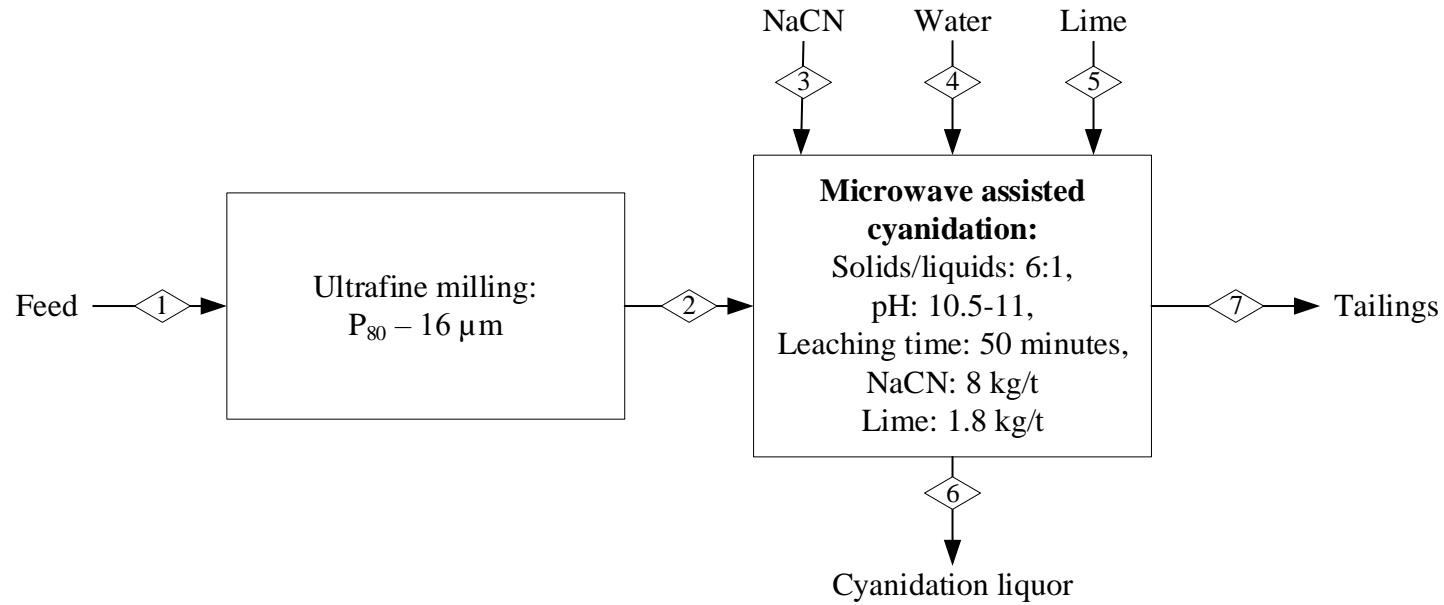 NaCN
Water
Lime
3
4
5
Feed
1
Ultrafine milling:
P₈₀ – 16 µm
2
Microwave assisted
cyanidation:
Solids/liquids: 6:1,
pH: 10.5-11,
Leaching time: 50 minutes,
NaCN: 8 kg/t
Lime: 1.8 kg/t
7
Tailings
6
Cyanidation liquor